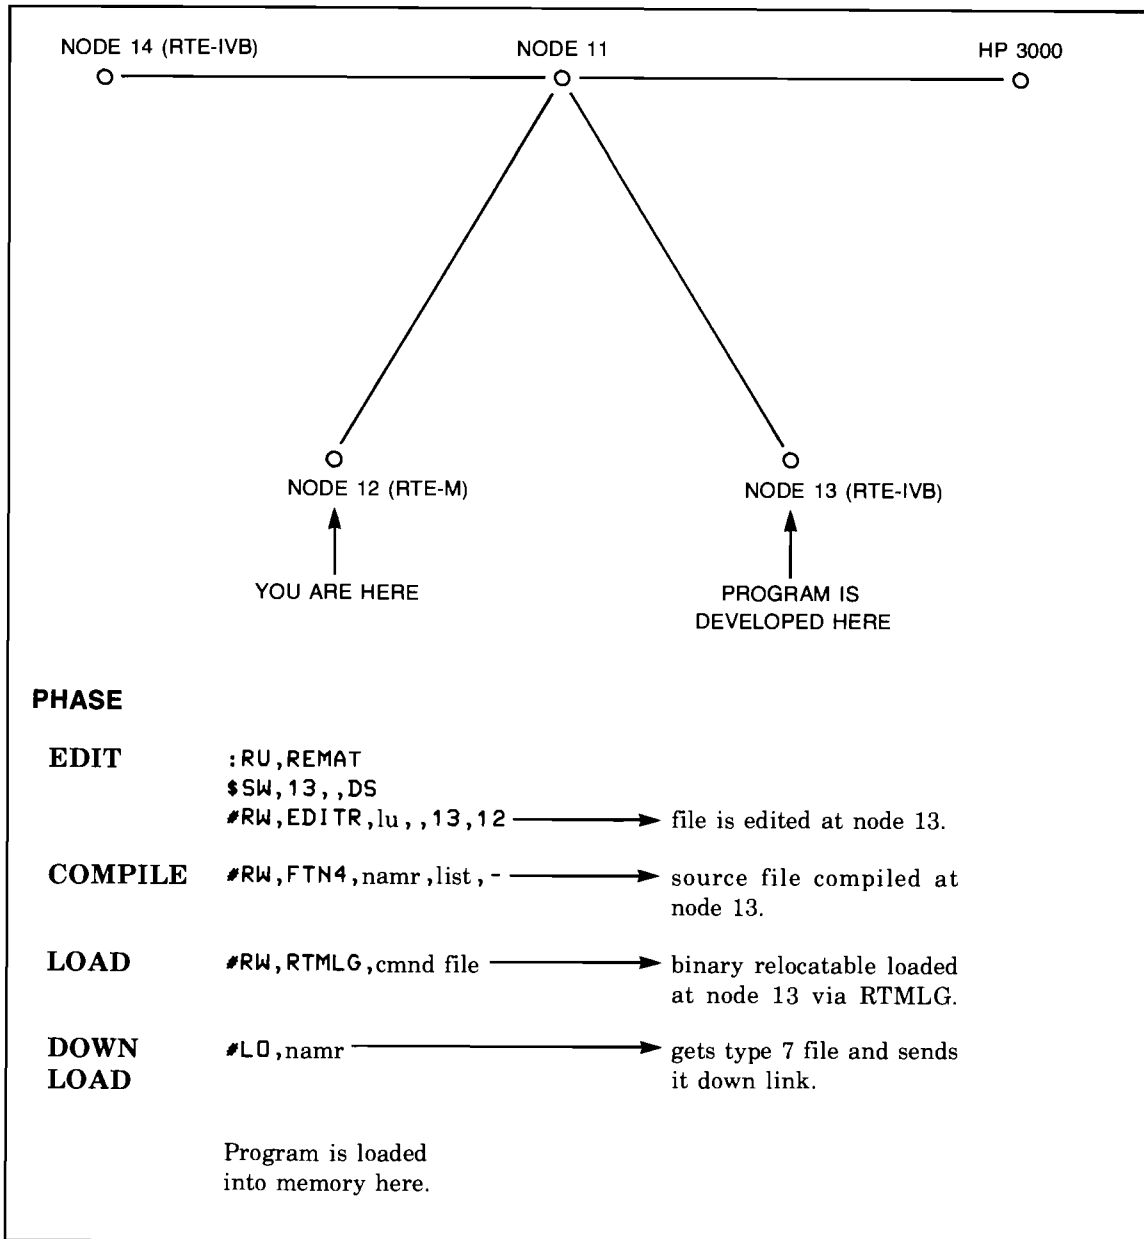 NODE 14 (RTE-IVB) NODE 11 HP 3000
NODE 12 (RTE-M) NODE 13 (RTE-IVB)
YOU ARE HERE PROGRAM IS
DEVELOPED HERE
PHASE
EDIT :RU,REMAT
$SW,13,,DS
#RW,EDITR,lu,,13,12 file is edited at node 13.
COMPILE #RW,FTN4,namr,list,- source file compiled at
node 13.
LOAD #RW,RTMLG,cmnd file binary relocatable loaded
at node 13 via RTMLG.
DOWN #LO,namr gets type 7 file and sends
LOAD it down link.
Program is loaded
into memory here.